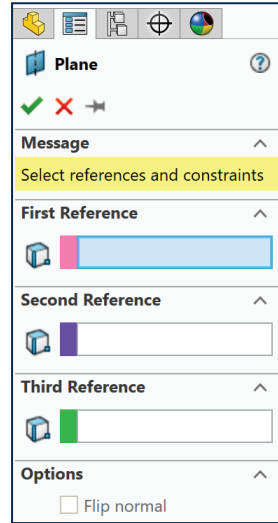 Plane
Message
Select references and constraints
First Reference
Second Reference
Third Reference
Options
Flip normal